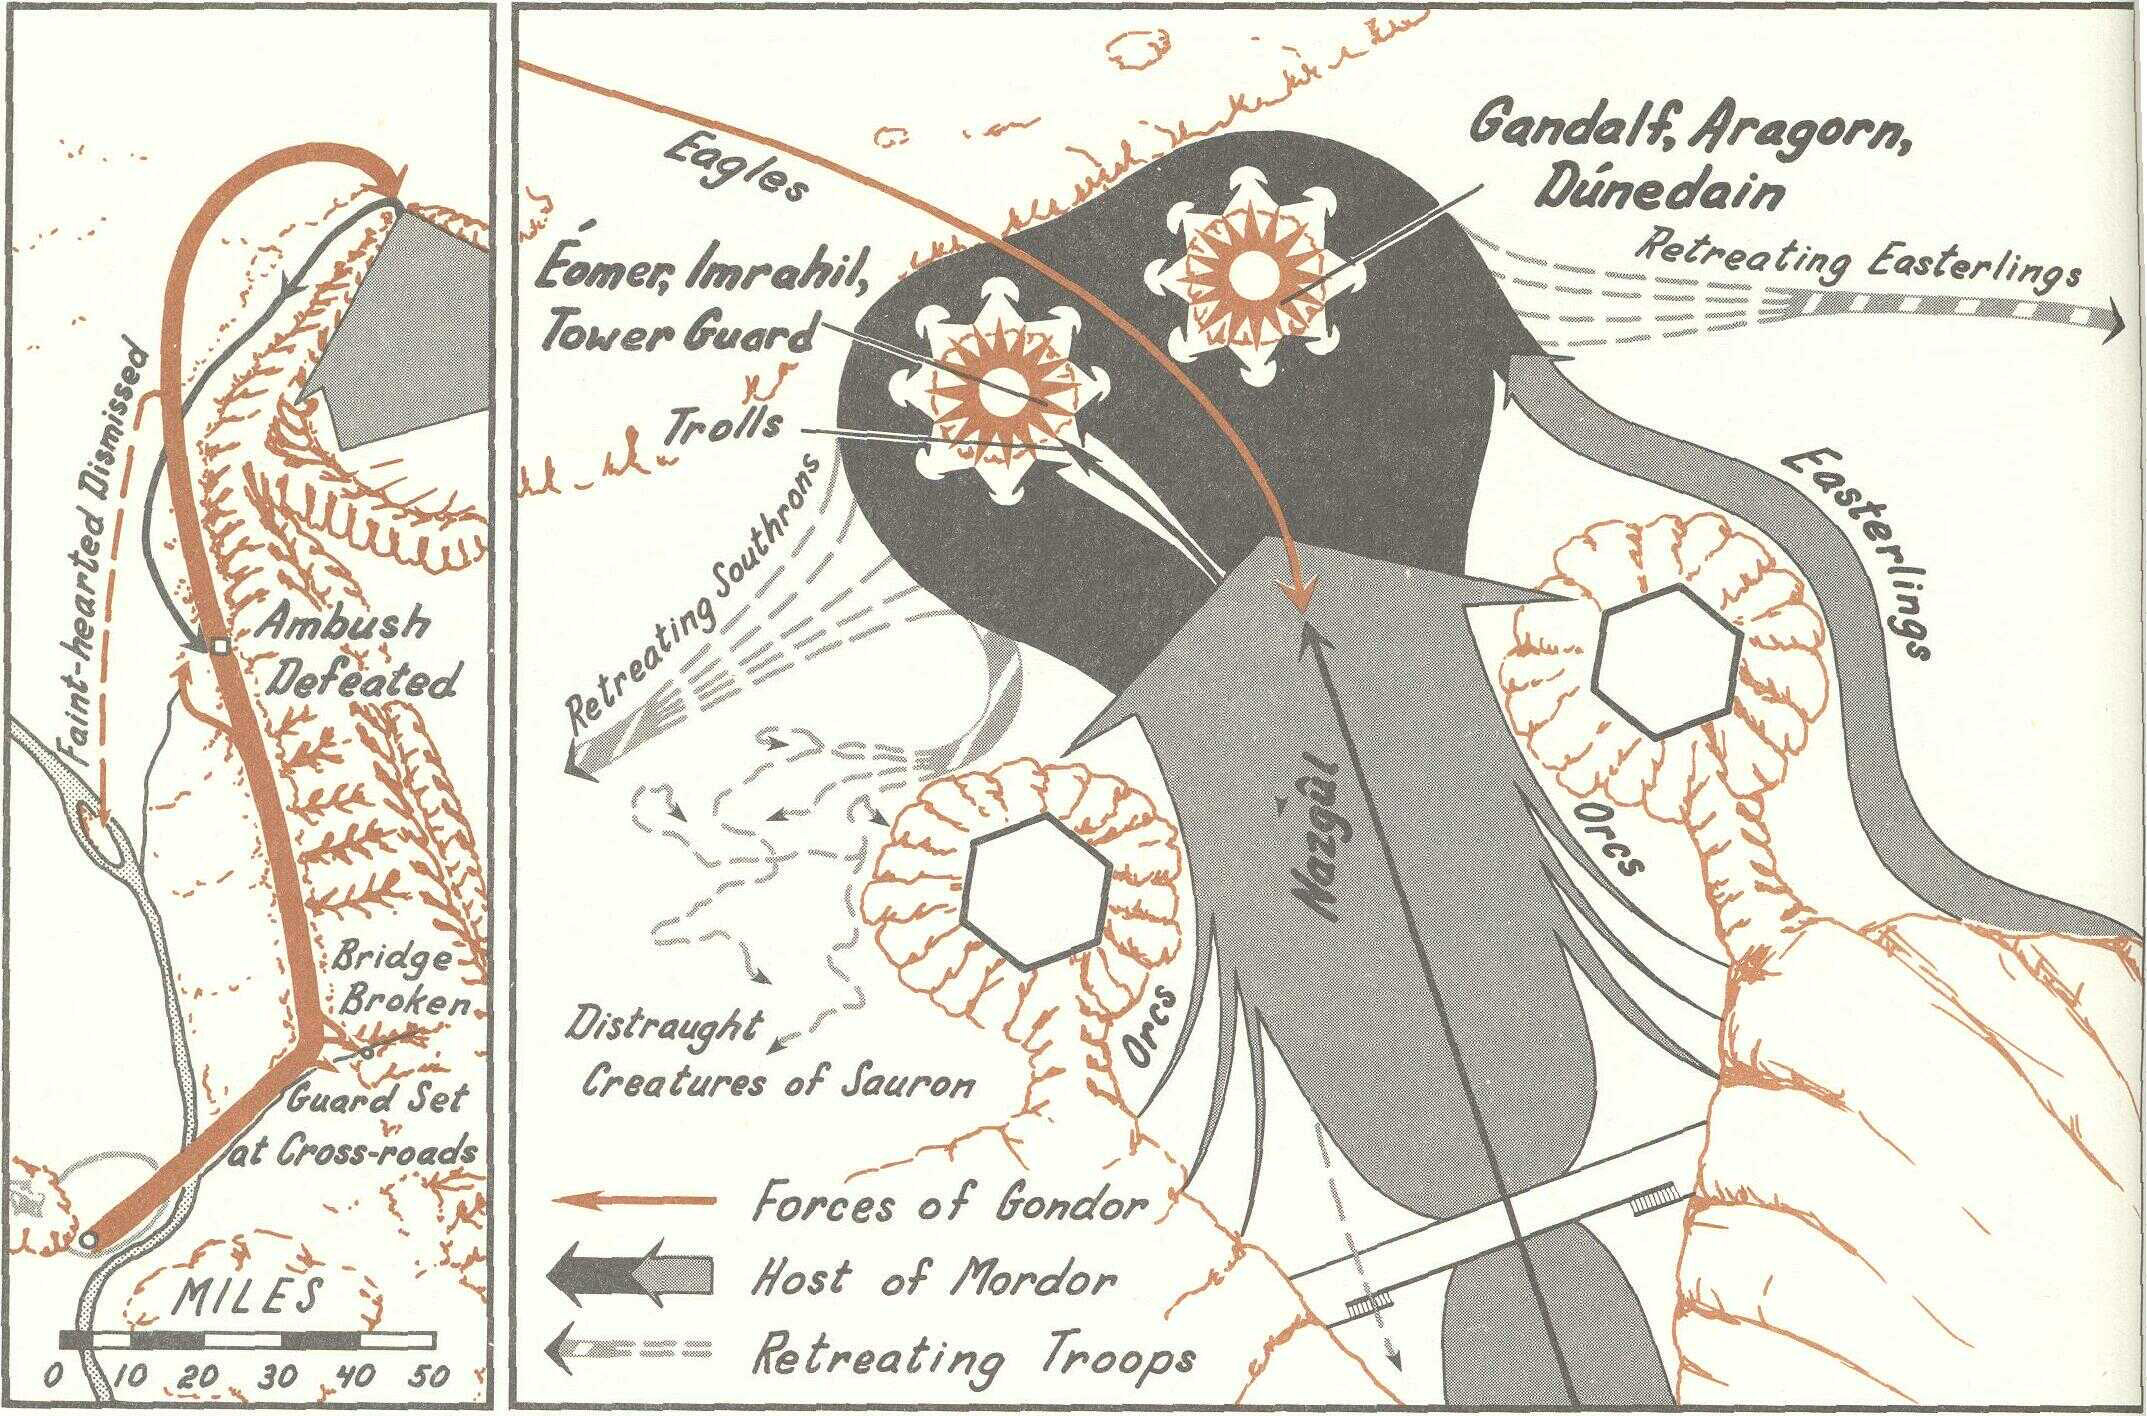 Faint-hearted Dismissed
Ambush
Defeated
Bridge
Broken
Guard Set
at Cross-roads
MILES
0 10 20 30 40 50
Eagles
Gandalf, Aragorn,
Dúnedain
Retreating Easterlings
Éomer, Imrahil,
Tower Guard
Trolls
Retreating Southrons
Easterlings
Nazgûl
Orcs
Orcs
Distraught
Creatures of Sauron
Forces of Gondor
Host of Mordor
Retreating Troops